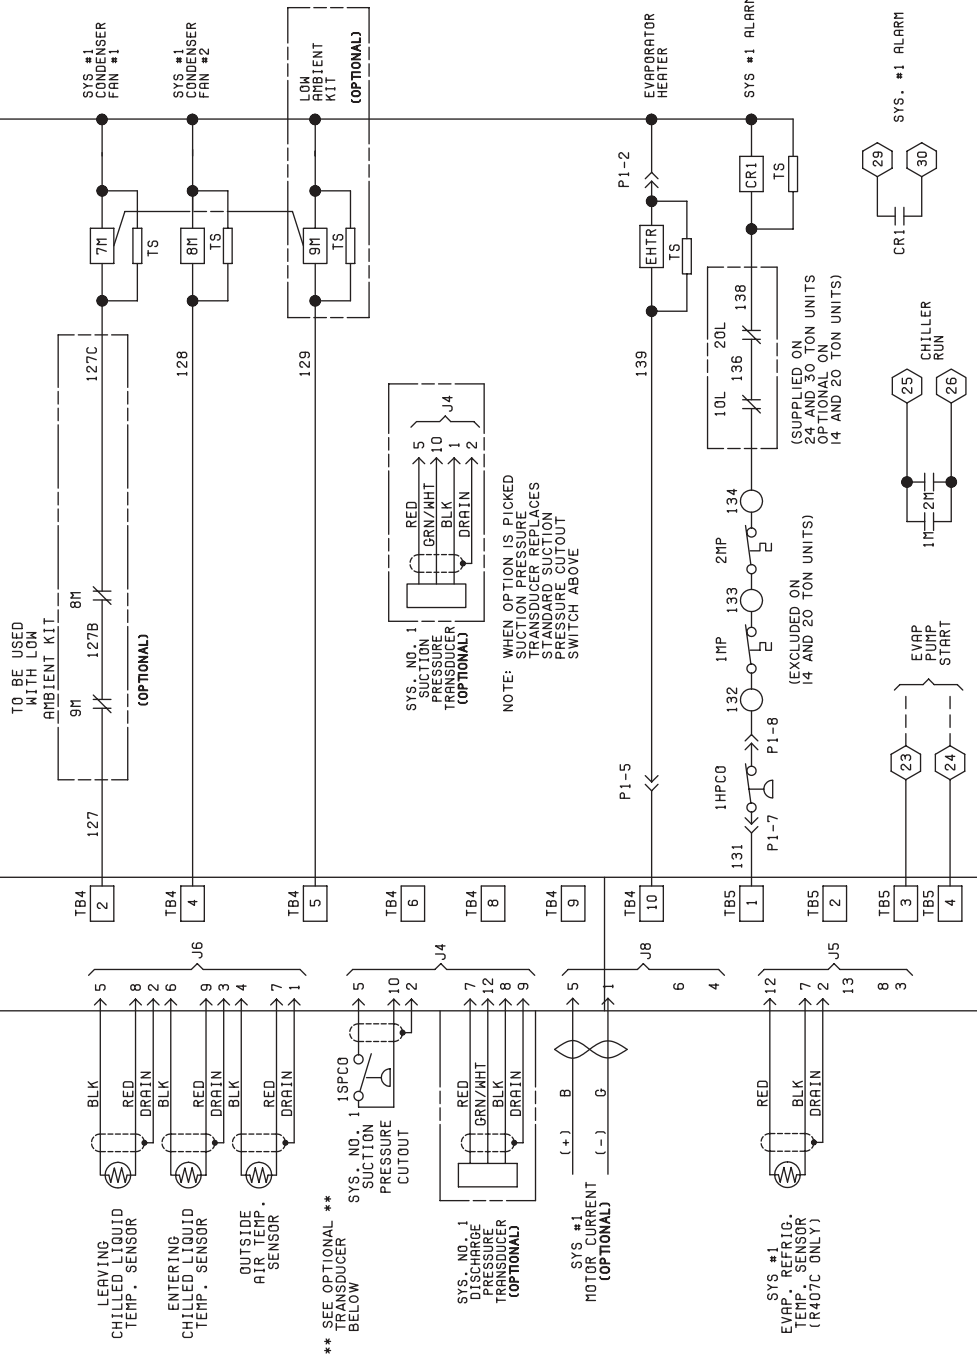 SYS #1
CONDENSER
FAN #1
SYS #1
CONDENSER
FAN #2
LOW
AMBIENT
KIT
(OPTIONAL)
EVAPORATOR
HEATER
SYS #1 ALARM
SYS. #1 ALARM
7M
TS
8M
TS
9M
TS
P1-2
EHTR
TS
CR1
TS
29
30
CR1
127C
128
129
139
138
20L
136
10L
(SUPPLIED ON
24 AND 30 TON UNITS
OPTIONAL ON
14 AND 20 TON UNITS)
CHILLER
RUN
25
26
1M
2M
TO BE USED
WITH LOW
AMBIENT KIT
8M
127B
9M
(OPTIONAL)
127
J4
5
10
1
2
RED
GRN/WHT
BLK
DRAIN
SYS. NO. 1
SUCTION
PRESSURE
TRANSDUCER
(OPTIONAL)
NOTE: WHEN OPTION IS PICKED
SUCTION PRESSURE
TRANSDUCER REPLACES
STANDARD SUCTION
PRESSURE CUTOUT
SWITCH ABOVE
134
2MP
133
1MP
132
(EXCLUDED ON
14 AND 20 TON UNITS)
P1-5
P1-8
1HPCO
P1-7
131
EVAP
PUMP
START
23
24
TB4
2
TB4
4
TB4
5
TB4
6
TB4
8
TB4
9
TB4
10
TB5
1
TB5
2
TB5
3
TB5
4
J6
5
8
2
6
9
3
4
7
1
J4
5
10
2
7
12
8
9
J8
5
1
6
4
J5
12
7
2
13
8
3
BLK
RED
DRAIN
BLK
RED
DRAIN
BLK
RED
DRAIN
LEAVING
CHILLED LIQUID
TEMP. SENSOR
ENTERING
CHILLED LIQUID
TEMP. SENSOR
OUTSIDE
AIR TEMP.
SENSOR
1SPCO
SYS. NO. 1
SUCTION
PRESSURE
CUTOUT
** SEE OPTIONAL **
TRANSDUCER
BELOW
RED
GRN/WHT
BLK
DRAIN
SYS. NO. 1
DISCHARGE
PRESSURE
TRANSDUCER
(OPTIONAL)
B
G
(+)
(-)
SYS #1
MOTOR CURRENT
(OPTIONAL)
RED
BLK
DRAIN
SYS #1
EVAP. REFRIG.
TEMP. SENSOR
(R407C ONLY)